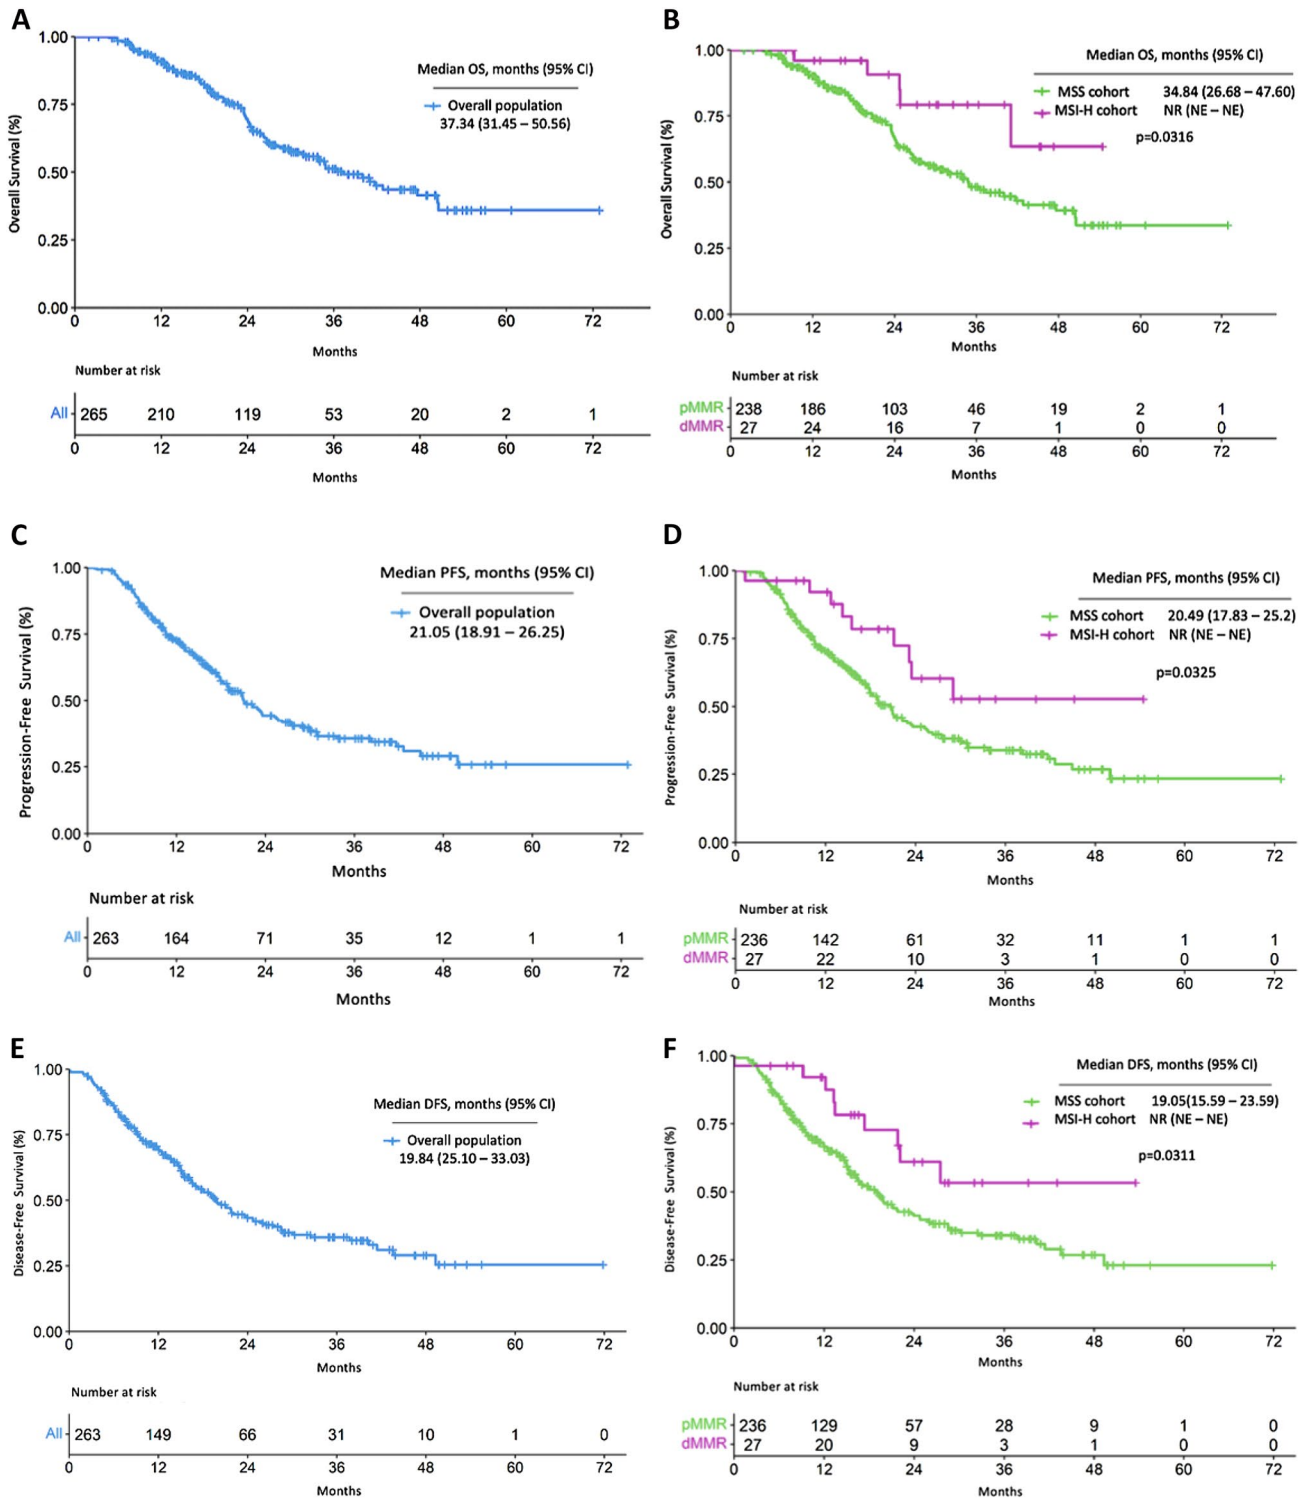 A
Median OS, months (95% CI)
Overall population
37.34 (31.45 – 50.56)
Overall Survival (%)
1.00
0.75
0.50
0.25
0.00
0 12 24 36 48 60 72
Months
Number at risk
All 265 210 119 53 20 2 1
0 12 24 36 48 60 72
Months
B
Median OS, months (95% CI)
MSS cohort 34.84 (26.68 – 47.60)
MSI-H cohort NR (NE – NE)
p=0.0316
Overall Survival (%)
1.00
0.75
0.50
0.25
0.00
0 12 24 36 48 60 72
Months
Number at risk
pMMR 238 186 103 46 19 2 1
dMMR 27 24 16 7 1 0 0
0 12 24 36 48 60 72
Months
C
Median PFS, months (95% CI)
Overall population
21.05 (18.91 – 26.25)
Progression-Free Survival (%)
1.00
0.75
0.50
0.25
0.00
0 12 24 36 48 60 72
Months
Number at risk
All 263 164 71 35 12 1 1
0 12 24 36 48 60 72
Months
D
Median PFS, months (95% CI)
MSS cohort 20.49 (17.83 – 25.2)
MSI-H cohort NR (NE – NE)
p=0.0325
Progression-Free Survival (%)
1.00
0.75
0.50
0.25
0.00
0 12 24 36 48 60 72
Months
Number at risk
pMMR 236 142 61 32 11 1 1
dMMR 27 22 10 3 1 0 0
0 12 24 36 48 60 72
Months
E
Median DFS, months (95% CI)
Overall population
19.84 (25.10 – 33.03)
Disease-Free Survival (%)
1.00
0.75
0.50
0.25
0.00
0 12 24 36 48 60 72
Months
Number at risk
All 263 149 66 31 10 1 0
0 12 24 36 48 60 72
Months
F
Median DFS, months (95% CI)
MSS cohort 19.05(15.59 – 23.59)
MSI-H cohort NR (NE – NE)
p=0.0311
Disease-Free Survival (%)
1.00
0.75
0.50
0.25
0.00
0 12 24 36 48 60 72
Months
Number at risk
pMMR 236 129 57 28 9 1 0
dMMR 27 20 9 3 1 0 0
0 12 24 36 48 60 72
Months